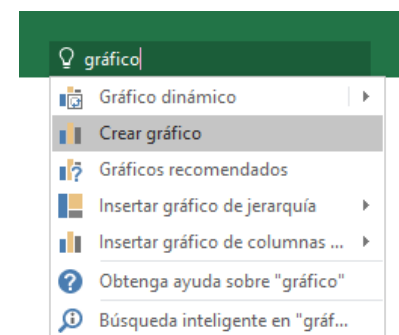 gráfico
Gráfico dinámico
Crear gráfico
Gráficos recomendados
Insertar gráfico de jerarquía
Insertar gráfico de columnas ...
Obtenga ayuda sobre "gráfico"
Búsqueda inteligente en "gráf...